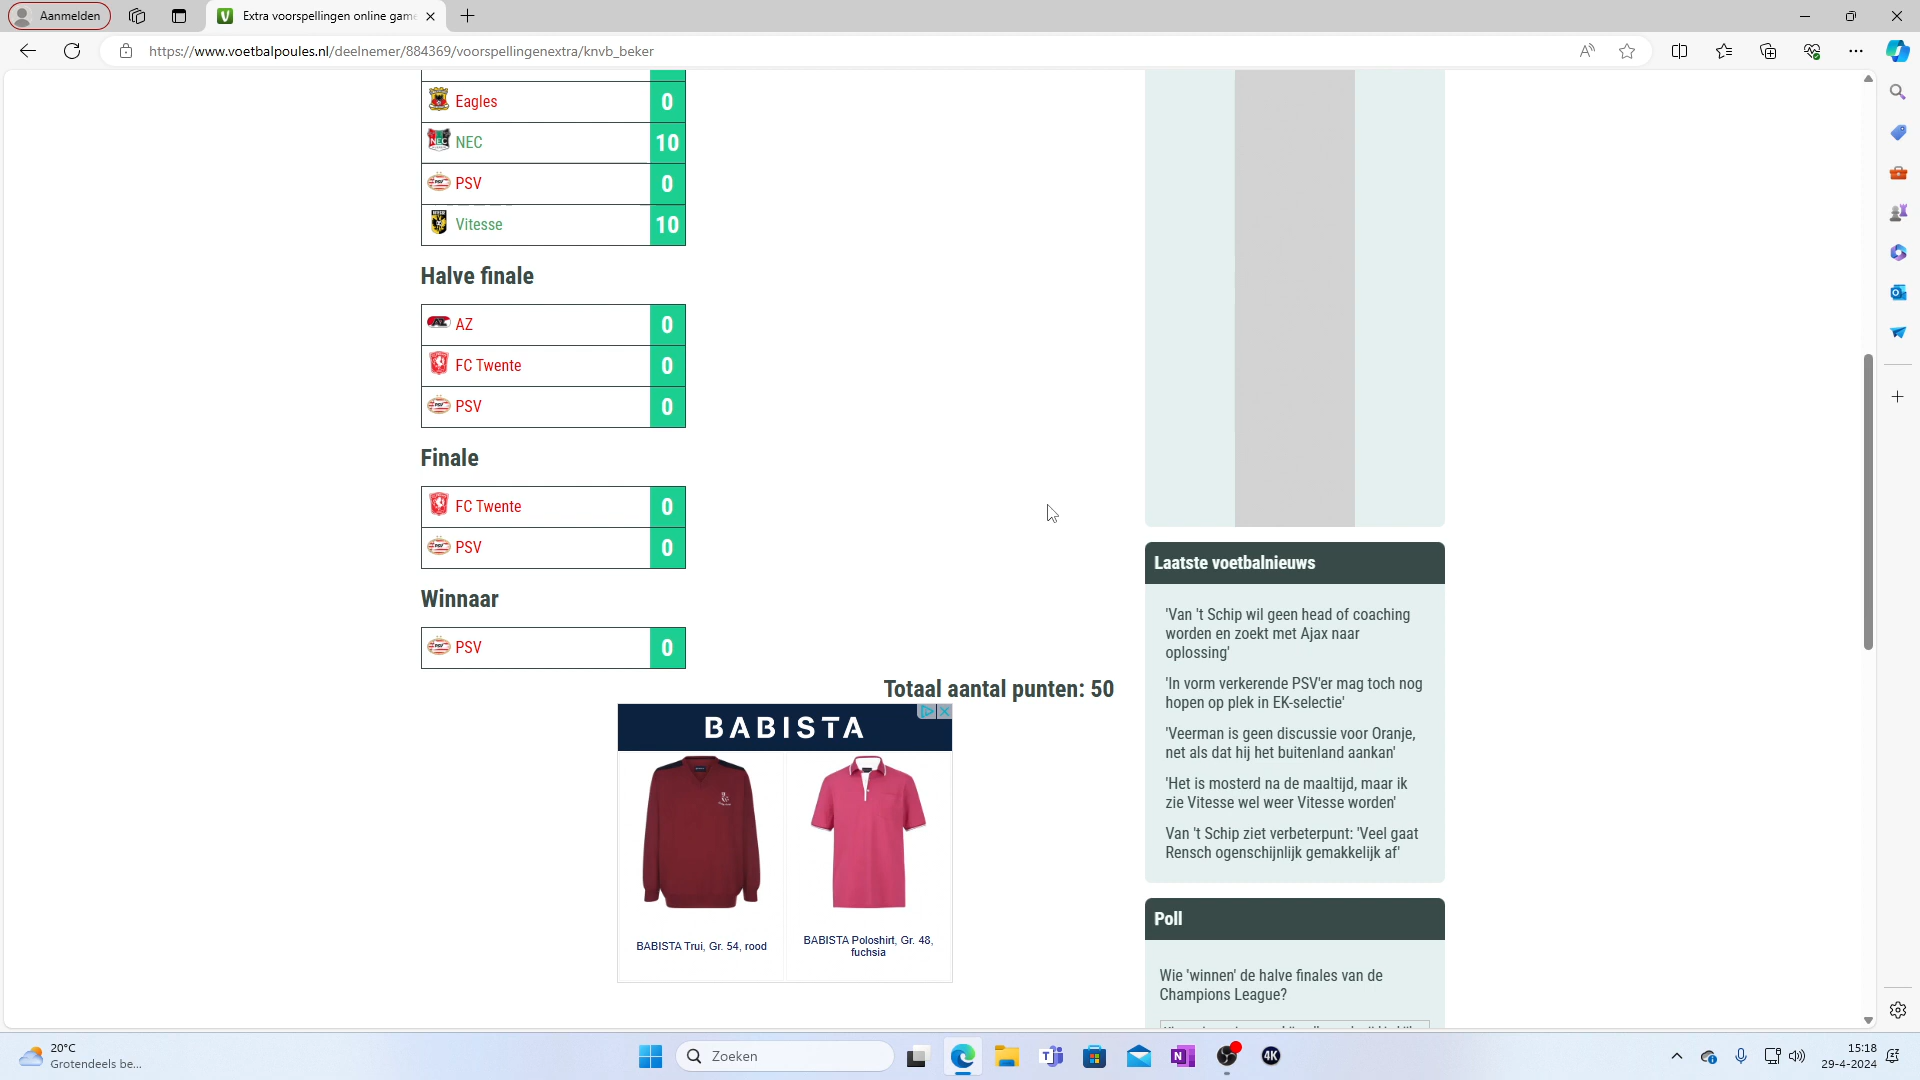 Aanmelden
Extra voorspellingen online game
https://www.voetbalpoules.nl/deelnemer/884369/voorspellingenextra/knvb_beker
Eagles 0
NEC 10
PSV 0
Vitesse 10
Halve finale
AZ 0
FC Twente 0
PSV 0
Finale
FC Twente 0
PSV 0
Winnaar
PSV 0
Totaal aantal punten: 50
BABISTA
BABISTA Trui, Gr. 54, rood
BABISTA Poloshirt, Gr. 48,
fuchsia
Laatste voetbalnieuws
'Van 't Schip wil geen head of coaching
worden en zoekt met Ajax naar
oplossing'
'In vorm verkerende PSV'er mag toch nog
hopen op plek in EK-selectie'
'Veerman is geen discussie voor Oranje,
net als dat hij het buitenland aankan'
'Het is mosterd na de maaltijd, maar ik
zie Vitesse wel weer Vitesse worden'
Van 't Schip ziet verbeterpunt: 'Veel gaat
Rensch ogenschijnlijk gemakkelijk af'
Poll
Wie 'winnen' de halve finales van de
Champions League?
20°C
Grotendeels be...
Zoeken
4K
15:18
29-4-2024